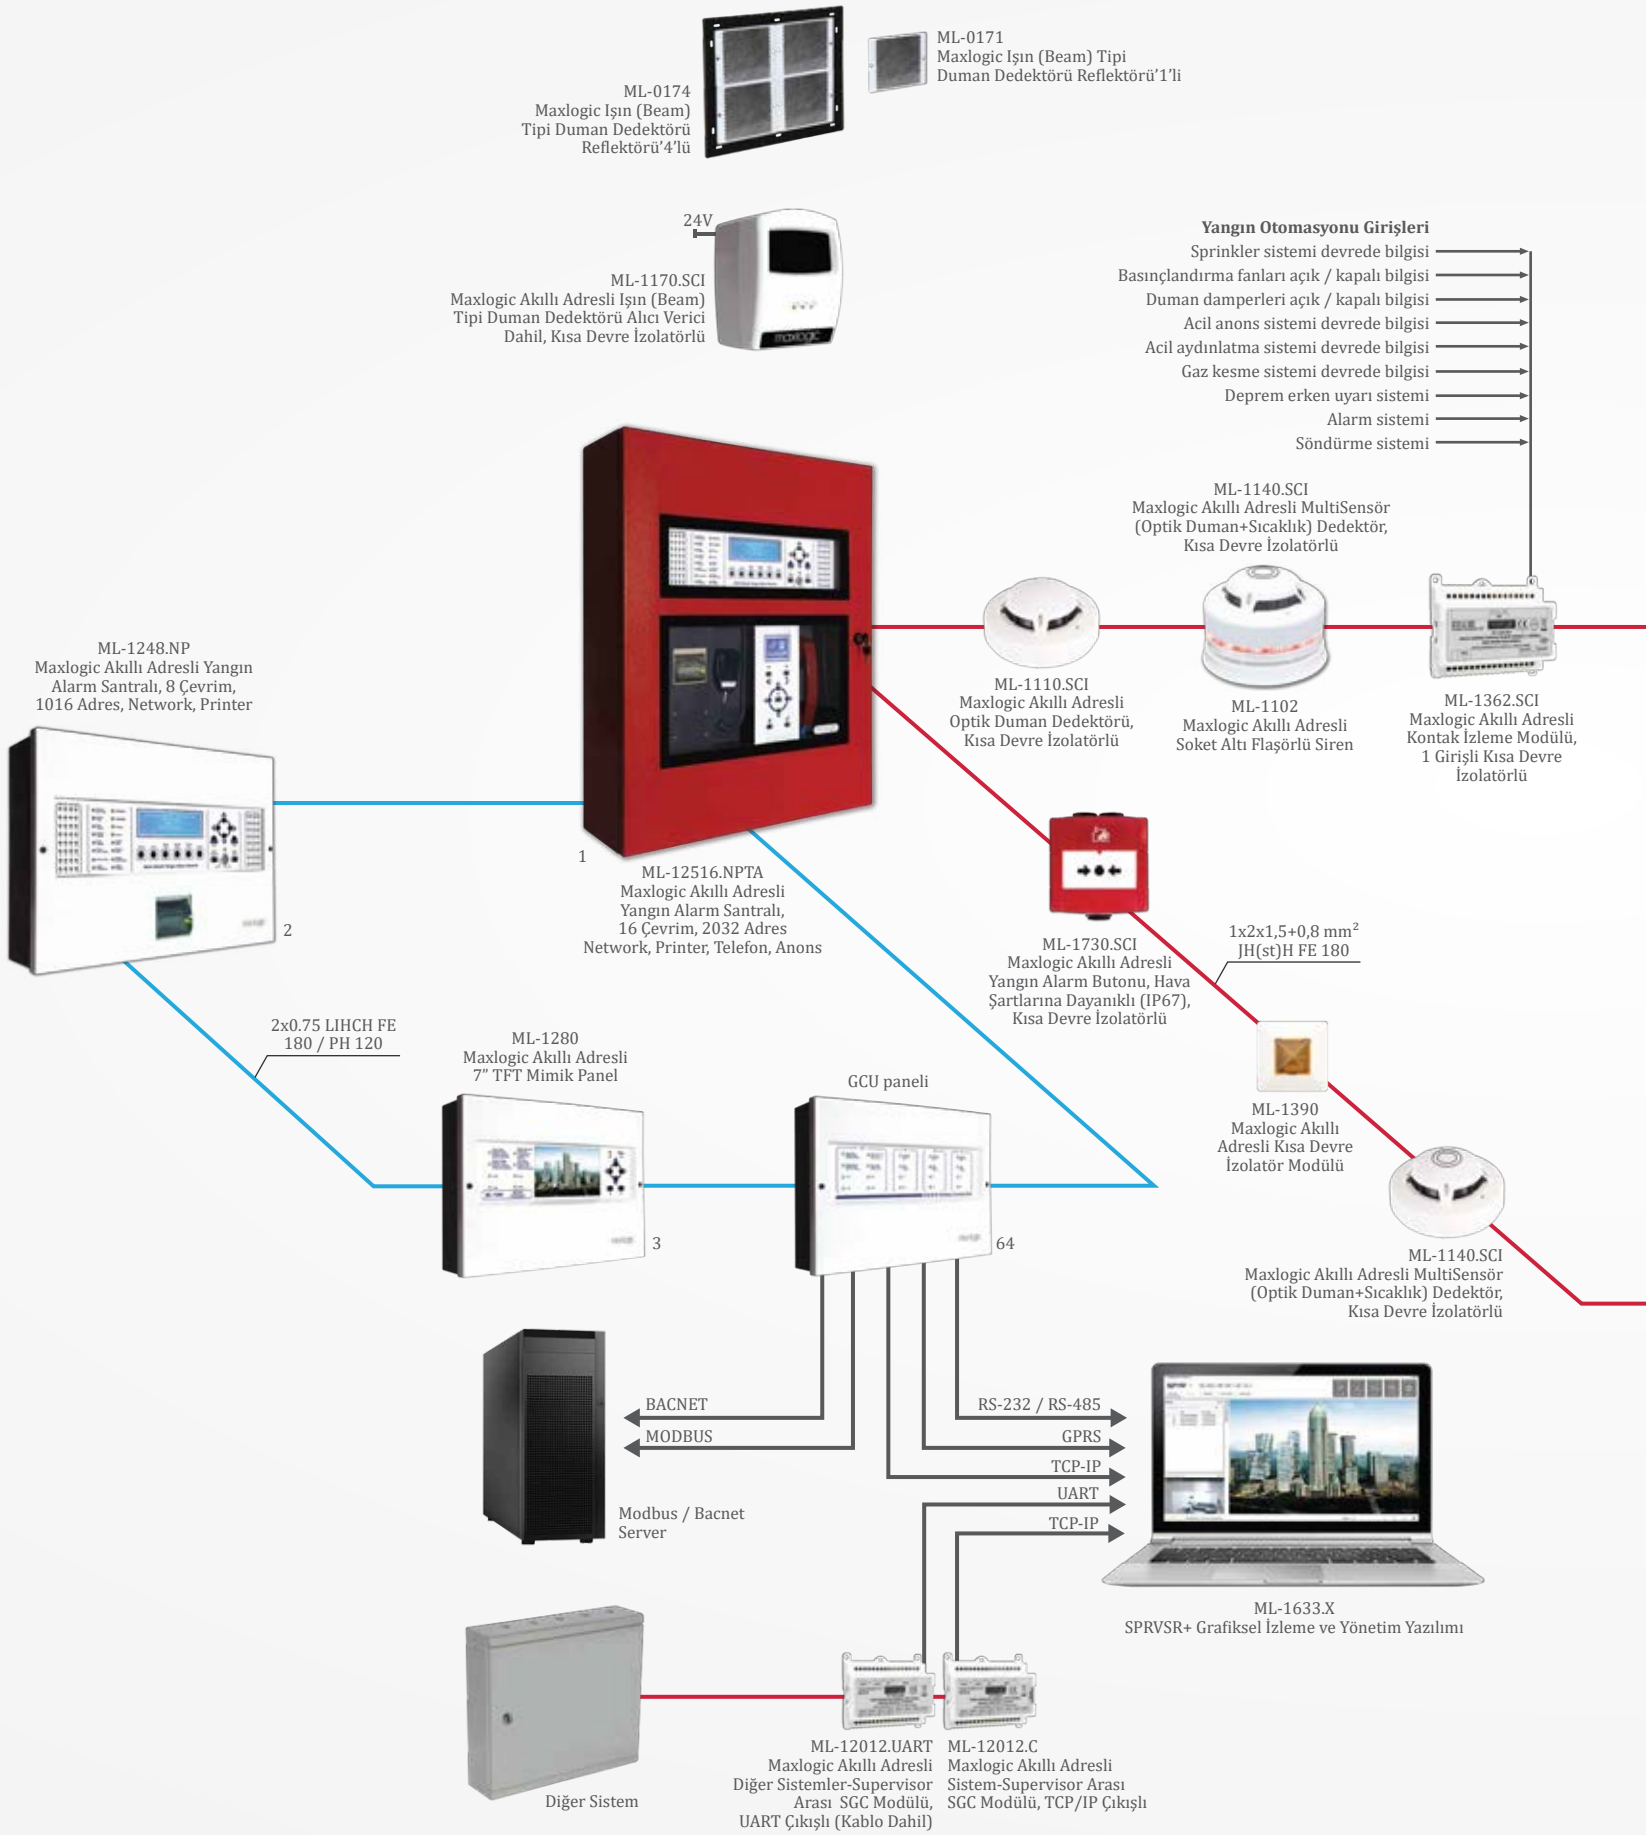 ML-0171
Maxlogic Işın (Beam) Tipi
Duman Dedektörü Reflektörü'1'li
ML-0174
Maxlogic Işın (Beam)
Tipi Duman Dedektörü
Reflektörü'4'lü
24V
ML-1170.SCI
Maxlogic Akıllı Adresli Işın (Beam)
Tipi Duman Dedektörü Alıcı Verici
Dahil, Kısa Devre İzolatörlü
maxlogic
Yangın Otomasyonu Girişleri
Sprinkler sistemi devrede bilgisi
Basınçlandırma fanları açık / kapalı bilgisi
Duman damperleri açık / kapalı bilgisi
Acil anons sistemi devrede bilgisi
Acil aydınlatma sistemi devrede bilgisi
Gaz kesme sistemi devrede bilgisi
Deprem erken uyarı sistemi
Alarm sistemi
Söndürme sistemi
ML-1140.SCI
Maxlogic Akıllı Adresli MultiSensör
(Optik Duman+Sıcaklık) Dedektör,
Kısa Devre İzolatörlü
ML-1110.SCI
Maxlogic Akıllı Adresli
Optik Duman Dedektörü,
Kısa Devre İzolatörlü
ML-1102
Maxlogic Akıllı Adresli
Soket Altı Flaşörlü Siren
ML-1362.SCI
Maxlogic Akıllı Adresli
Kontak İzleme Modülü,
1 Girişli Kısa Devre
İzolatörlü
ML-1248.NP
Maxlogic Akıllı Adresli Yangın
Alarm Santralı, 8 Çevrim,
1016 Adres, Network, Printer
2
1
ML-12516.NPTA
Maxlogic Akıllı Adresli
Yangın Alarm Santralı,
16 Çevrim, 2032 Adres
Network, Printer, Telefon, Anons
ML-1730.SCI
Maxlogic Akıllı Adresli
Yangın Alarm Butonu, Hava
Şartlarına Dayanıklı (IP67),
Kısa Devre İzolatörlü
1x2x1,5+0,8 mm²
JH(st)H FE 180
2x0.75 LIHCH FE
180 / PH 120
ML-1280
Maxlogic Akıllı Adresli
7” TFT Mimik Panel
3
GCU paneli
64
ML-1390
Maxlogic Akıllı
Adresli Kısa Devre
İzolatör Modülü
ML-1140.SCI
Maxlogic Akıllı Adresli MultiSensör
(Optik Duman+Sıcaklık) Dedektör,
Kısa Devre İzolatörlü
BACNET
MODBUS
RS-232 / RS-485
GPRS
TCP-IP
UART
TCP-IP
Modbus / Bacnet
Server
ML-1633.X
SPRVSR+ Grafiksel İzleme ve Yönetim Yazılımı
Diğer Sistem
ML-12012.UART
Maxlogic Akıllı Adresli
Diğer Sistemler-Supervisor
Arası SGC Modülü,
UART Çıkışlı (Kablo Dahil)
ML-12012.C
Maxlogic Akıllı Adresli
Sistem-Supervisor Arası
SGC Modülü, TCP/IP Çıkışlı